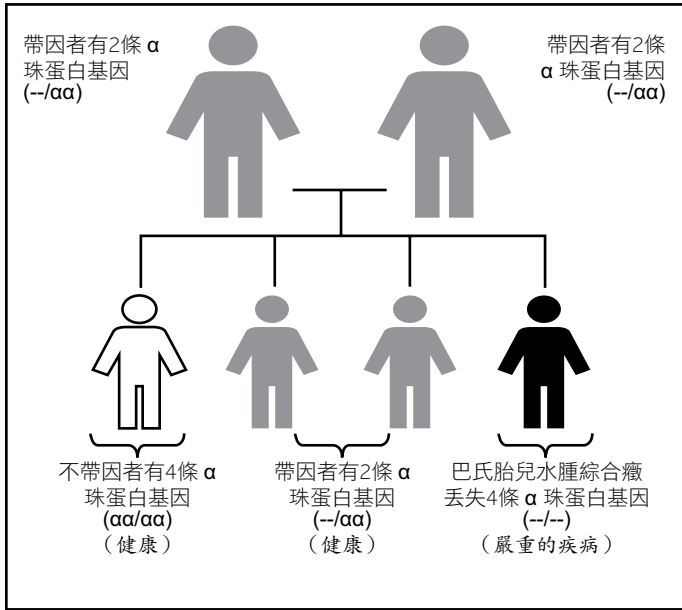 帶因者有2條 α
珠蛋白基因
(--/αα)
帶因者有2條
α 珠蛋白基因
(--/αα)
不帶因者有4條 α
珠蛋白基因
(αα/αα)
（健康）
帶因者有2條 α
珠蛋白基因
(--/αα)
（健康）
巴氏胎兒水腫綜合癥
丟失4條 α 珠蛋白基因
(--/--)
（嚴重的疾病）